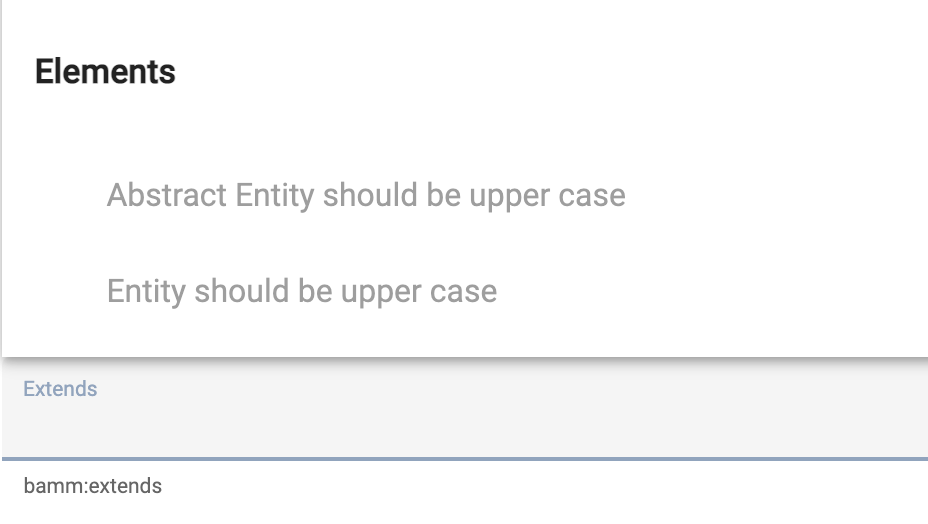 Elements
Abstract Entity should be upper case
Entity should be upper case
Extends
bamm:extends